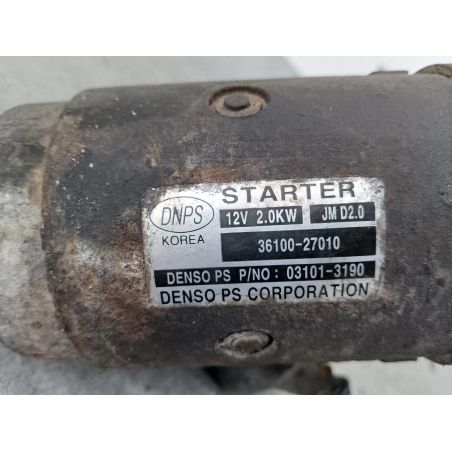 STARTER
DNPS 12V 2.0KW JM D2.0
KOREA 36100-27010
DENSO PS P/NO : 03101-3190
DENSO PS CORPORATION